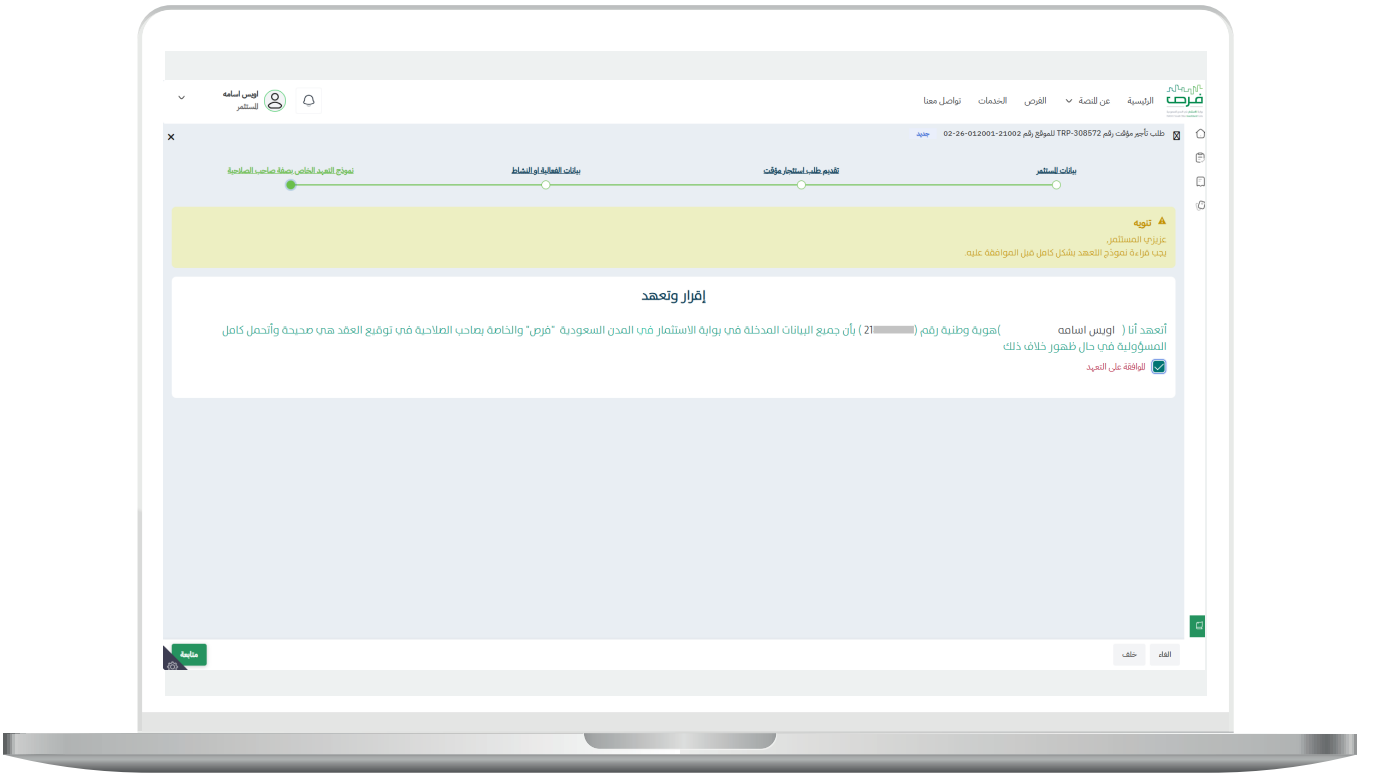 فرص
الرئيسية
عن المنصة
الفرص
الخدمات
تواصل معنا
اويس اسامه
المستثمر
طلب تأجير مؤقت رقم TRP-308572 للموقع رقم 21002-012001-26-02
جديد
بيانات المستثمر
تقديم طلب استئجار مؤقت
بيانات الفعالية او النشاط
نموذج التعهد الخاص بصفة صاحب الصلاحية
تنويه
عزيزي المستثمر
يجب قراءة نموذج التعهد بشكل كامل قبل الموافقة عليه.
إقرار وتعهد
أتعهد أنا ( اويس اسامه )هوية وطنية رقم (21 ) بأن جميع البيانات المدخلة في بوابة الاستثمار في المدن السعودية "فرص" والخاصة بصاحب الصلاحية في توقيع العقد هي صحيحة وأتحمل كامل
المسؤولية في حال ظهور خلاف ذلك
الموافقة على التعهد
الغاء
خلف
متابعة